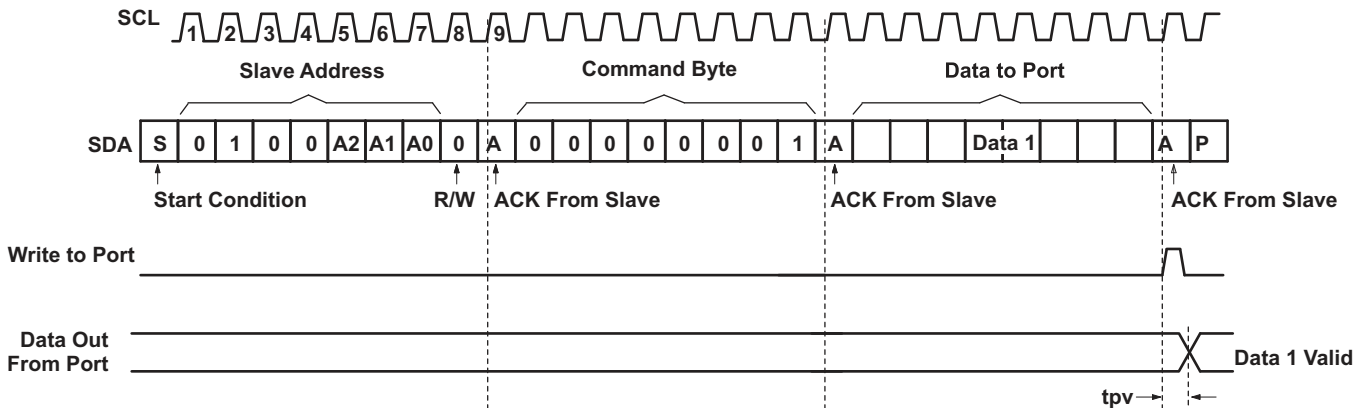 SCL 1 2 3 4 5 6 7 8 9
Slave Address Command Byte Data to Port
SDA S 0 1 0 0 A2 A1 A0 0 A 0 0 0 0 0 0 0 1 A Data 1 A P
Start Condition R/W ACK From Slave ACK From Slave ACK From Slave
Write to Port
Data Out
From Port
Data 1 Valid
tpv